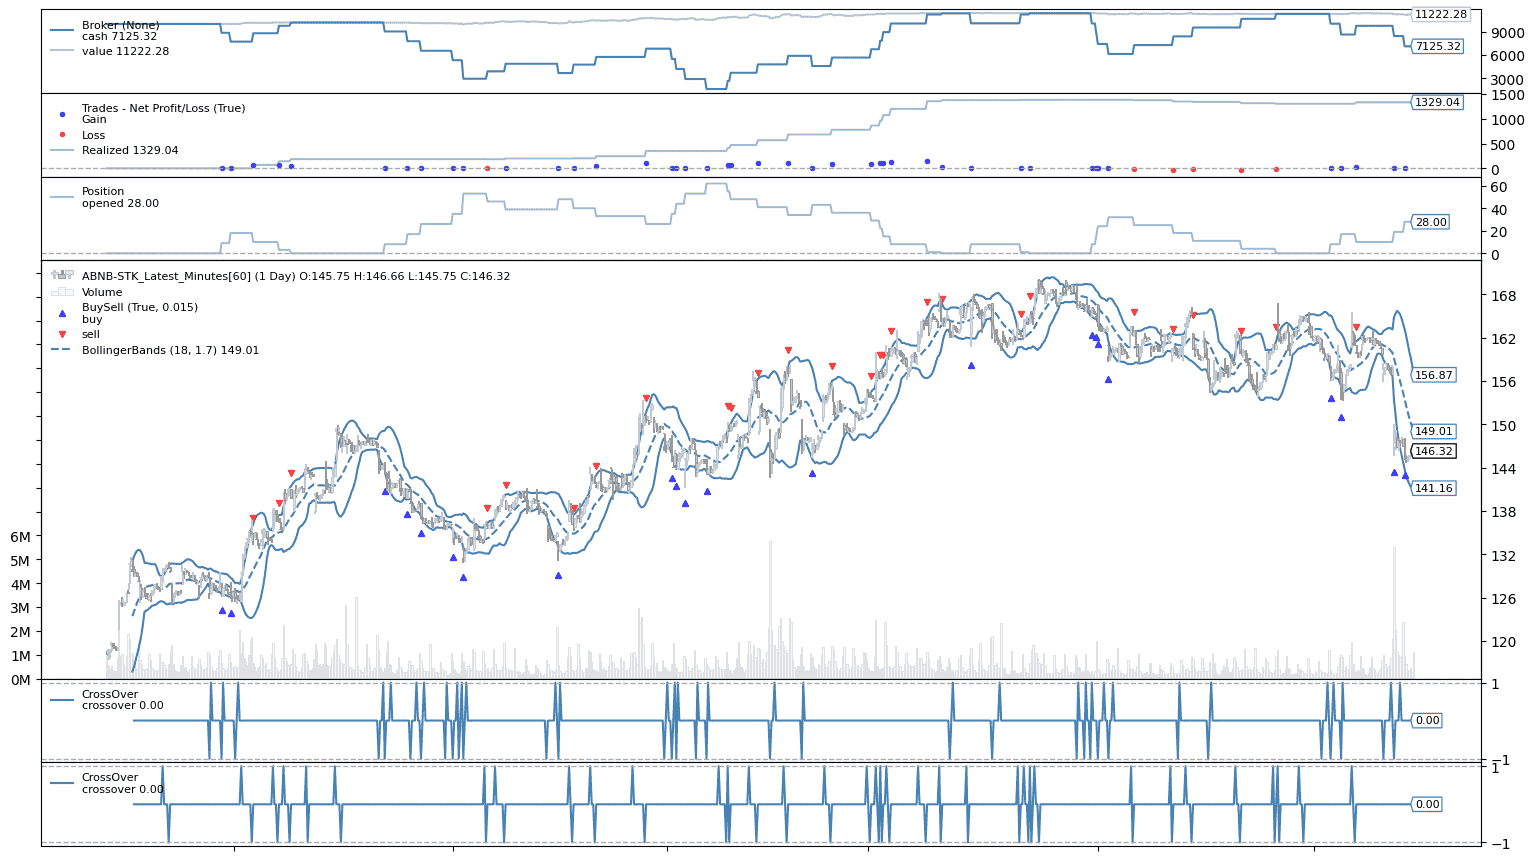 Broker (None)
cash 7125.32
value 11222.28
11222.28
9000
7125.32
6000
3000
Trades - Net Profit/Loss (True)
Gain
Loss
Realized 1329.04
1500
1329.04
1000
500
0
Position
opened 28.00
60
40
28.00
20
0
ABNB-STK_Latest_Minutes[60] (1 Day) O:145.75 H:146.66 L:145.75 C:146.32
Volume
BuySell (True, 0.015)
buy
sell
BollingerBands (18, 1.7) 149.01
168
162
156.87
156
150
149.01
146.32
144
141.16
138
132
126
120
6M
5M
4M
3M
2M
1M
0M
CrossOver
crossover 0.00
1
0.00
−1
CrossOver
crossover 0.00
1
0.00
−1